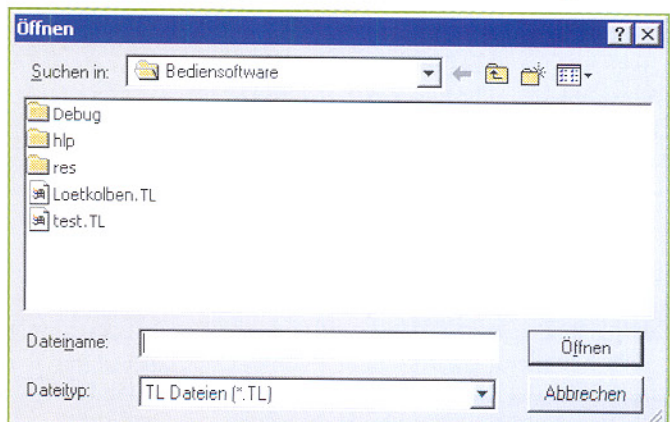 Öffnen
Suchen in: Bediensoftware
Debug
hlp
res
Loetkolben.TL
test.TL
Dateiname: Öffnen
Dateityp: TL Dateien (*.TL) Abbrechen